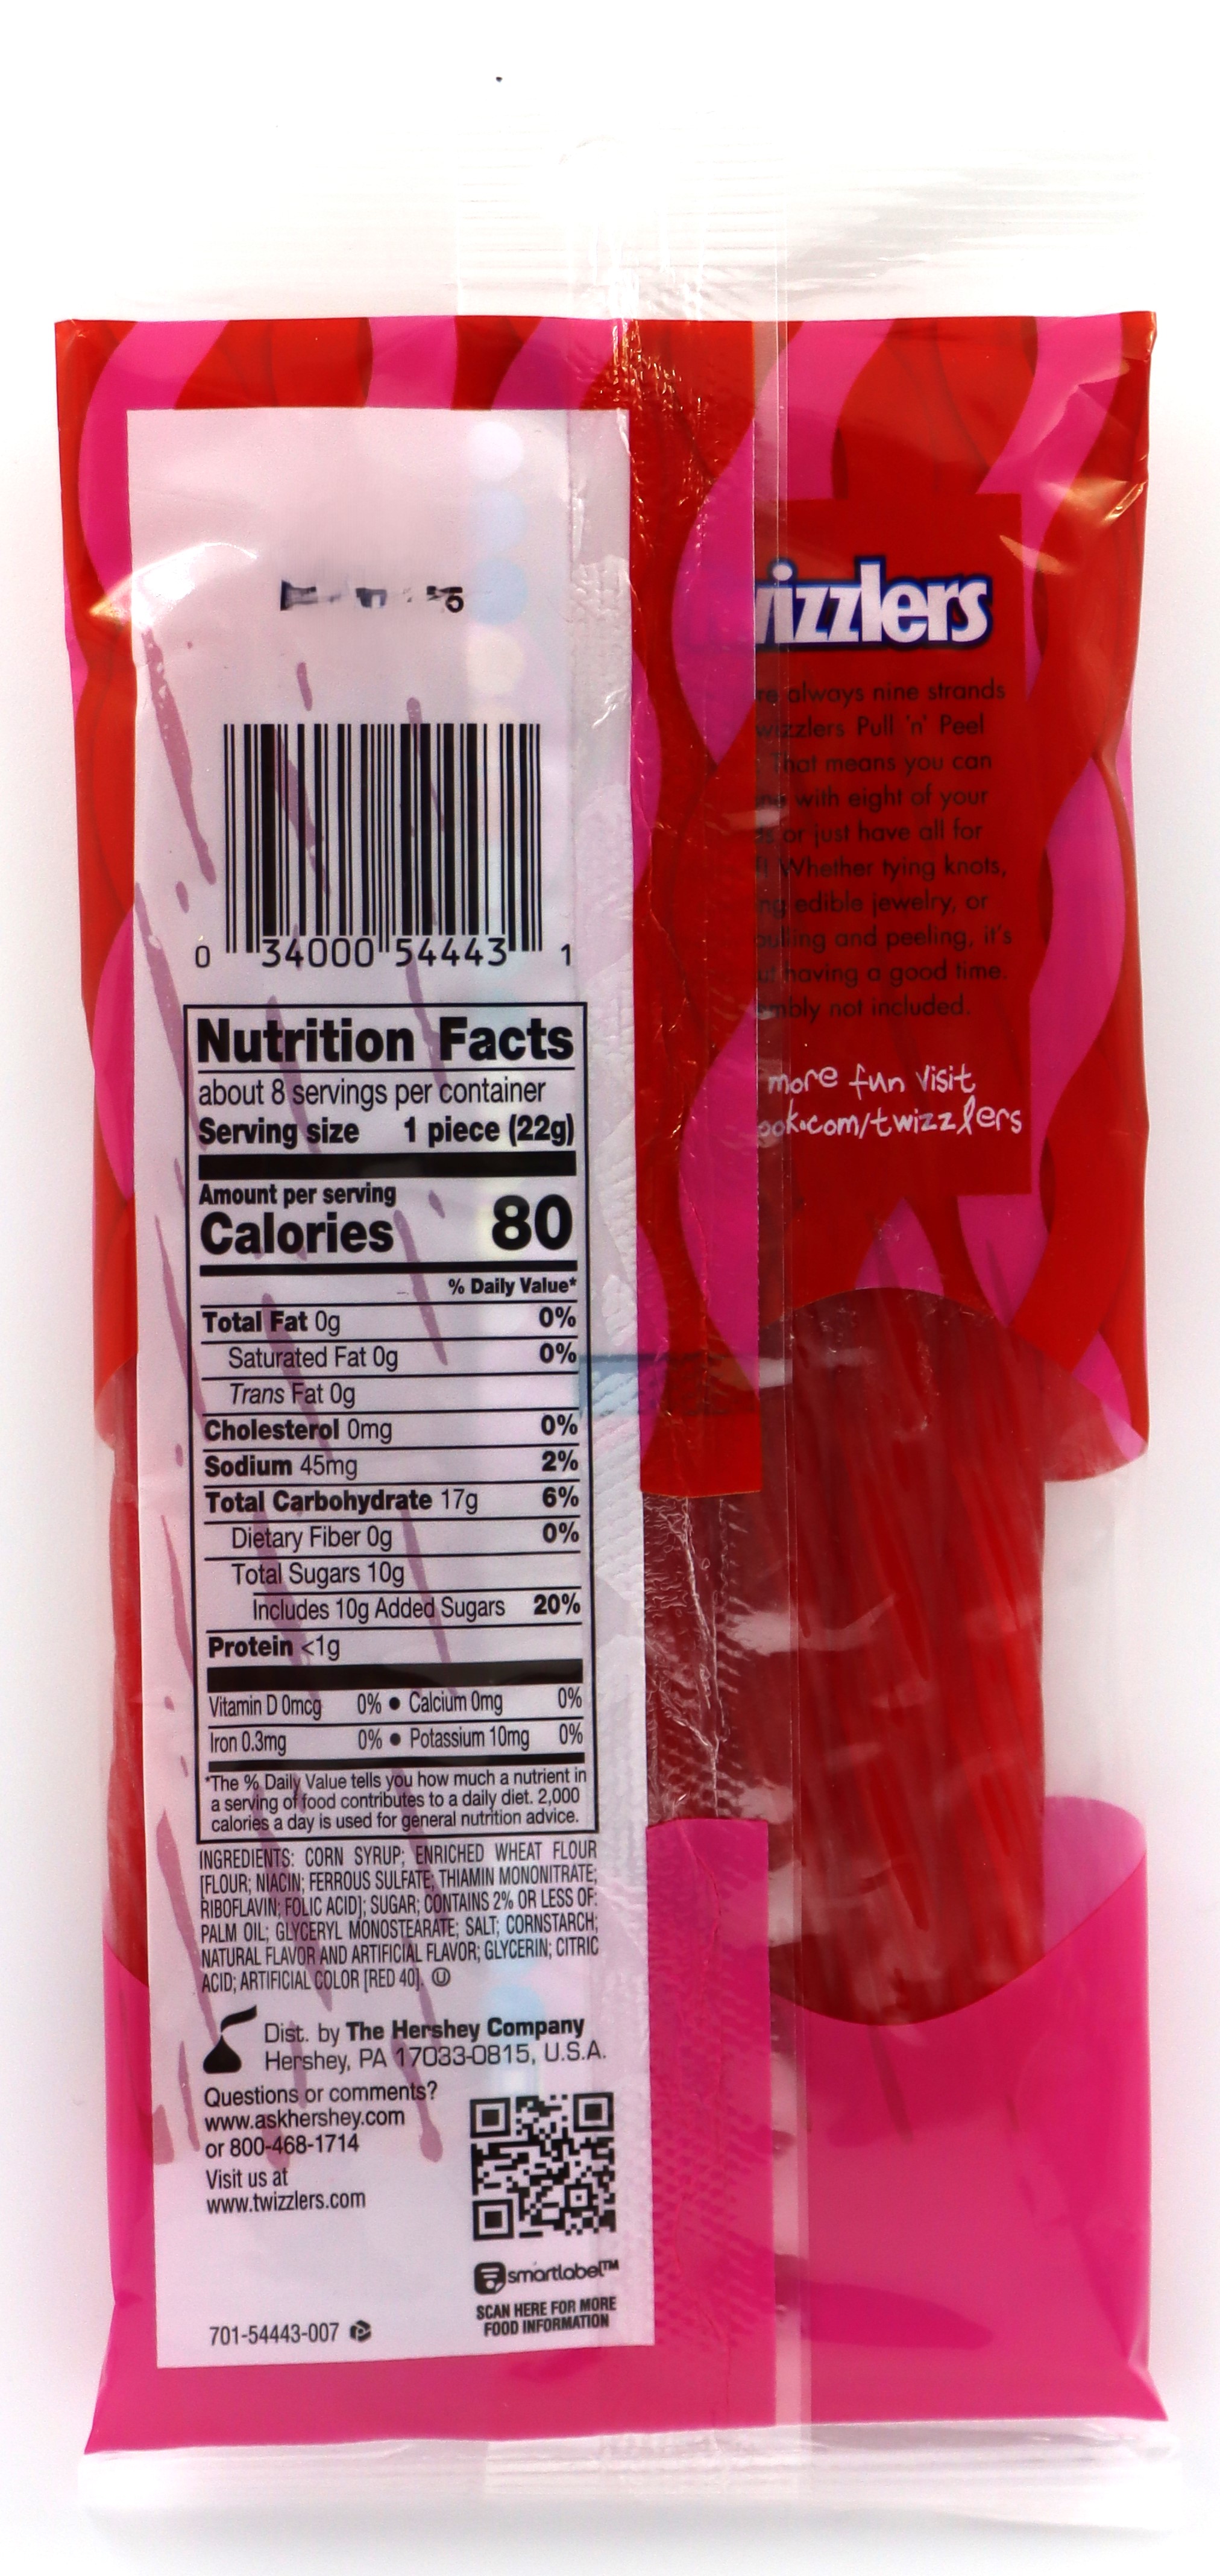 0 34000 54443 1
Nutrition Facts
about 8 servings per container
Serving size 1 piece (22g)
Amount per serving
Calories 80
% Daily Value*
Total Fat 0g 0%
Saturated Fat 0g 0%
Trans Fat 0g
Cholesterol 0mg 0%
Sodium 45mg 2%
Total Carbohydrate 17g 6%
Dietary Fiber 0g 0%
Total Sugars 10g
Includes 10g Added Sugars 20%
Protein <1g
Vitamin D 0mcg 0% • Calcium 0mg 0%
Iron 0.3mg 0% • Potassium 10mg 0%
*The % Daily Value tells you how much a nutrient in
a serving of food contributes to a daily diet. 2,000
calories a day is used for general nutrition advice.
INGREDIENTS: CORN SYRUP; ENRICHED WHEAT FLOUR
[FLOUR; NIACIN; FERROUS SULFATE; THIAMIN MONONITRATE;
RIBOFLAVIN; FOLIC ACID]; SUGAR; CONTAINS 2% OR LESS OF:
PALM OIL; GLYCERYL MONOSTEARATE; SALT; CORNSTARCH;
NATURAL FLAVOR AND ARTIFICIAL FLAVOR; GLYCERIN; CITRIC
ACID; ARTIFICIAL COLOR [RED 40]. Ⓤ
Dist. by The Hershey Company
Hershey, PA 17033-0815, U.S.A.
Questions or comments?
www.askhershey.com
or 800-468-1714
Visit us at
www.twizzlers.com
smartlabel™
SCAN HERE FOR MORE
FOOD INFORMATION
701-54443-007
wizzlers
re always nine strands
wizzlers Pull 'n' Peel
That means you can
with eight of your
or just have all for
Whether tying knots,
ng edible jewelry, or
pulling and peeling, it's
ut having a good time.
mbly not included.
more fun visit
ook.com/twizzlers